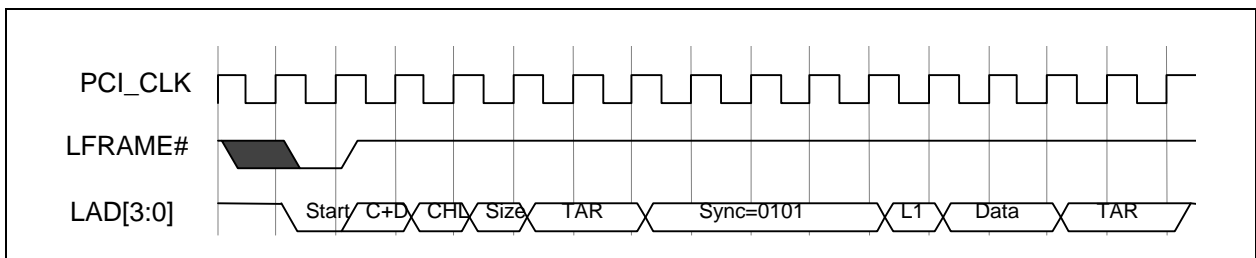 PCI_CLK
LFRAME#
LAD[3:0] Start C+D CHL Size TAR Sync=0101 L1 Data TAR